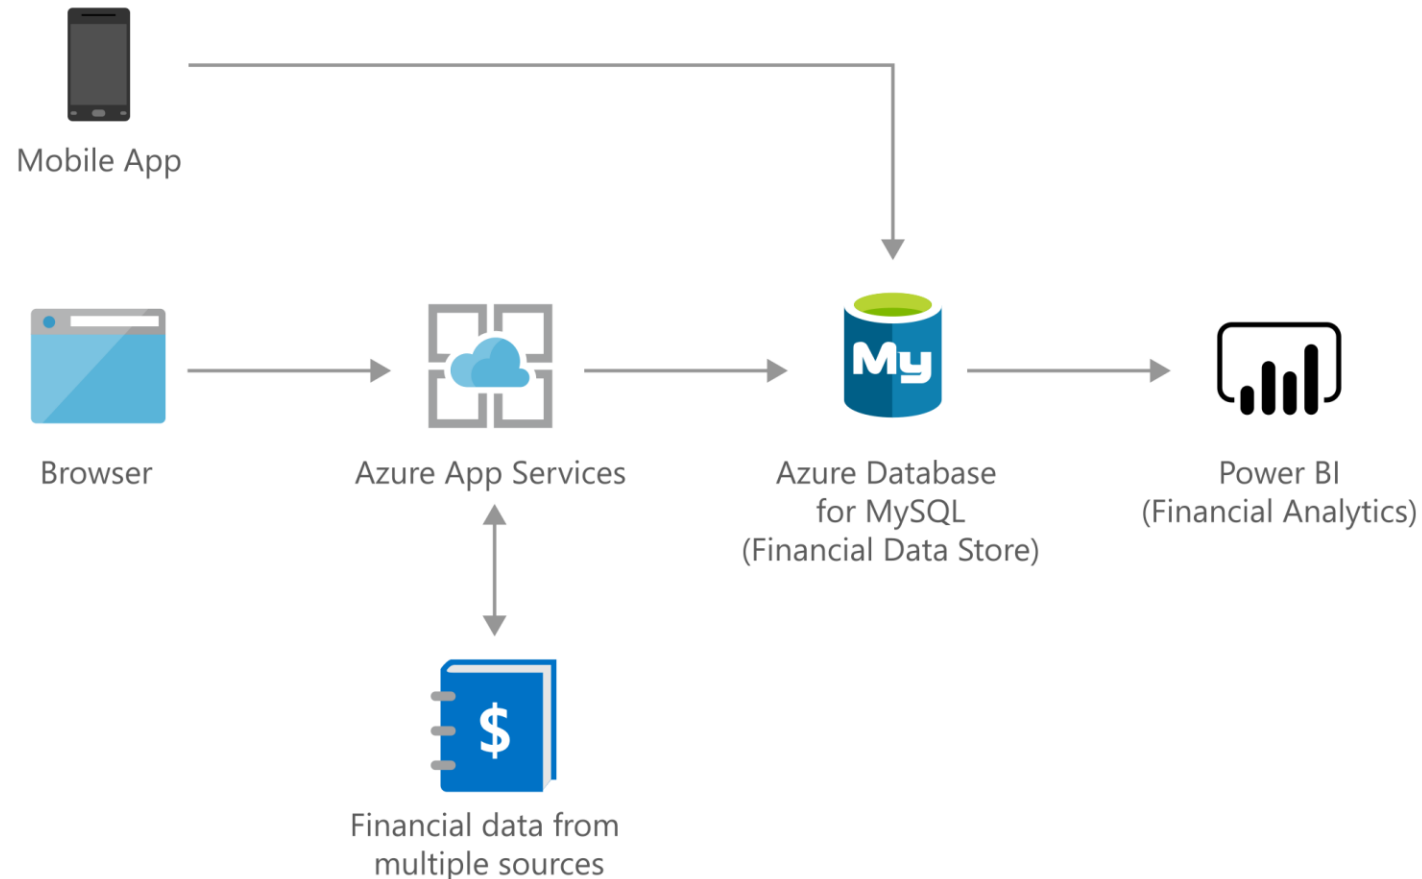 Mobile App
Browser
Azure App Services
My
Azure Database
for MySQL
(Financial Data Store)
Power BI
(Financial Analytics)
$
Financial data from
multiple sources